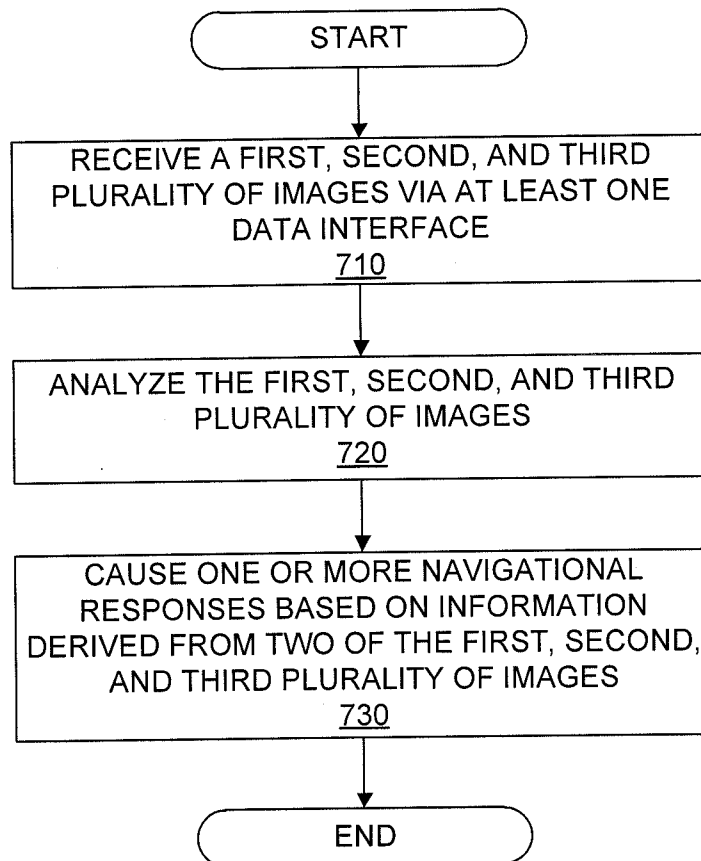 START
RECEIVE A FIRST, SECOND, AND THIRD
PLURALITY OF IMAGES VIA AT LEAST ONE
DATA INTERFACE
710
ANALYZE THE FIRST, SECOND, AND THIRD
PLURALITY OF IMAGES
720
CAUSE ONE OR MORE NAVIGATIONAL
RESPONSES BASED ON INFORMATION
DERIVED FROM TWO OF THE FIRST, SECOND,
AND THIRD PLURALITY OF IMAGES
730
END